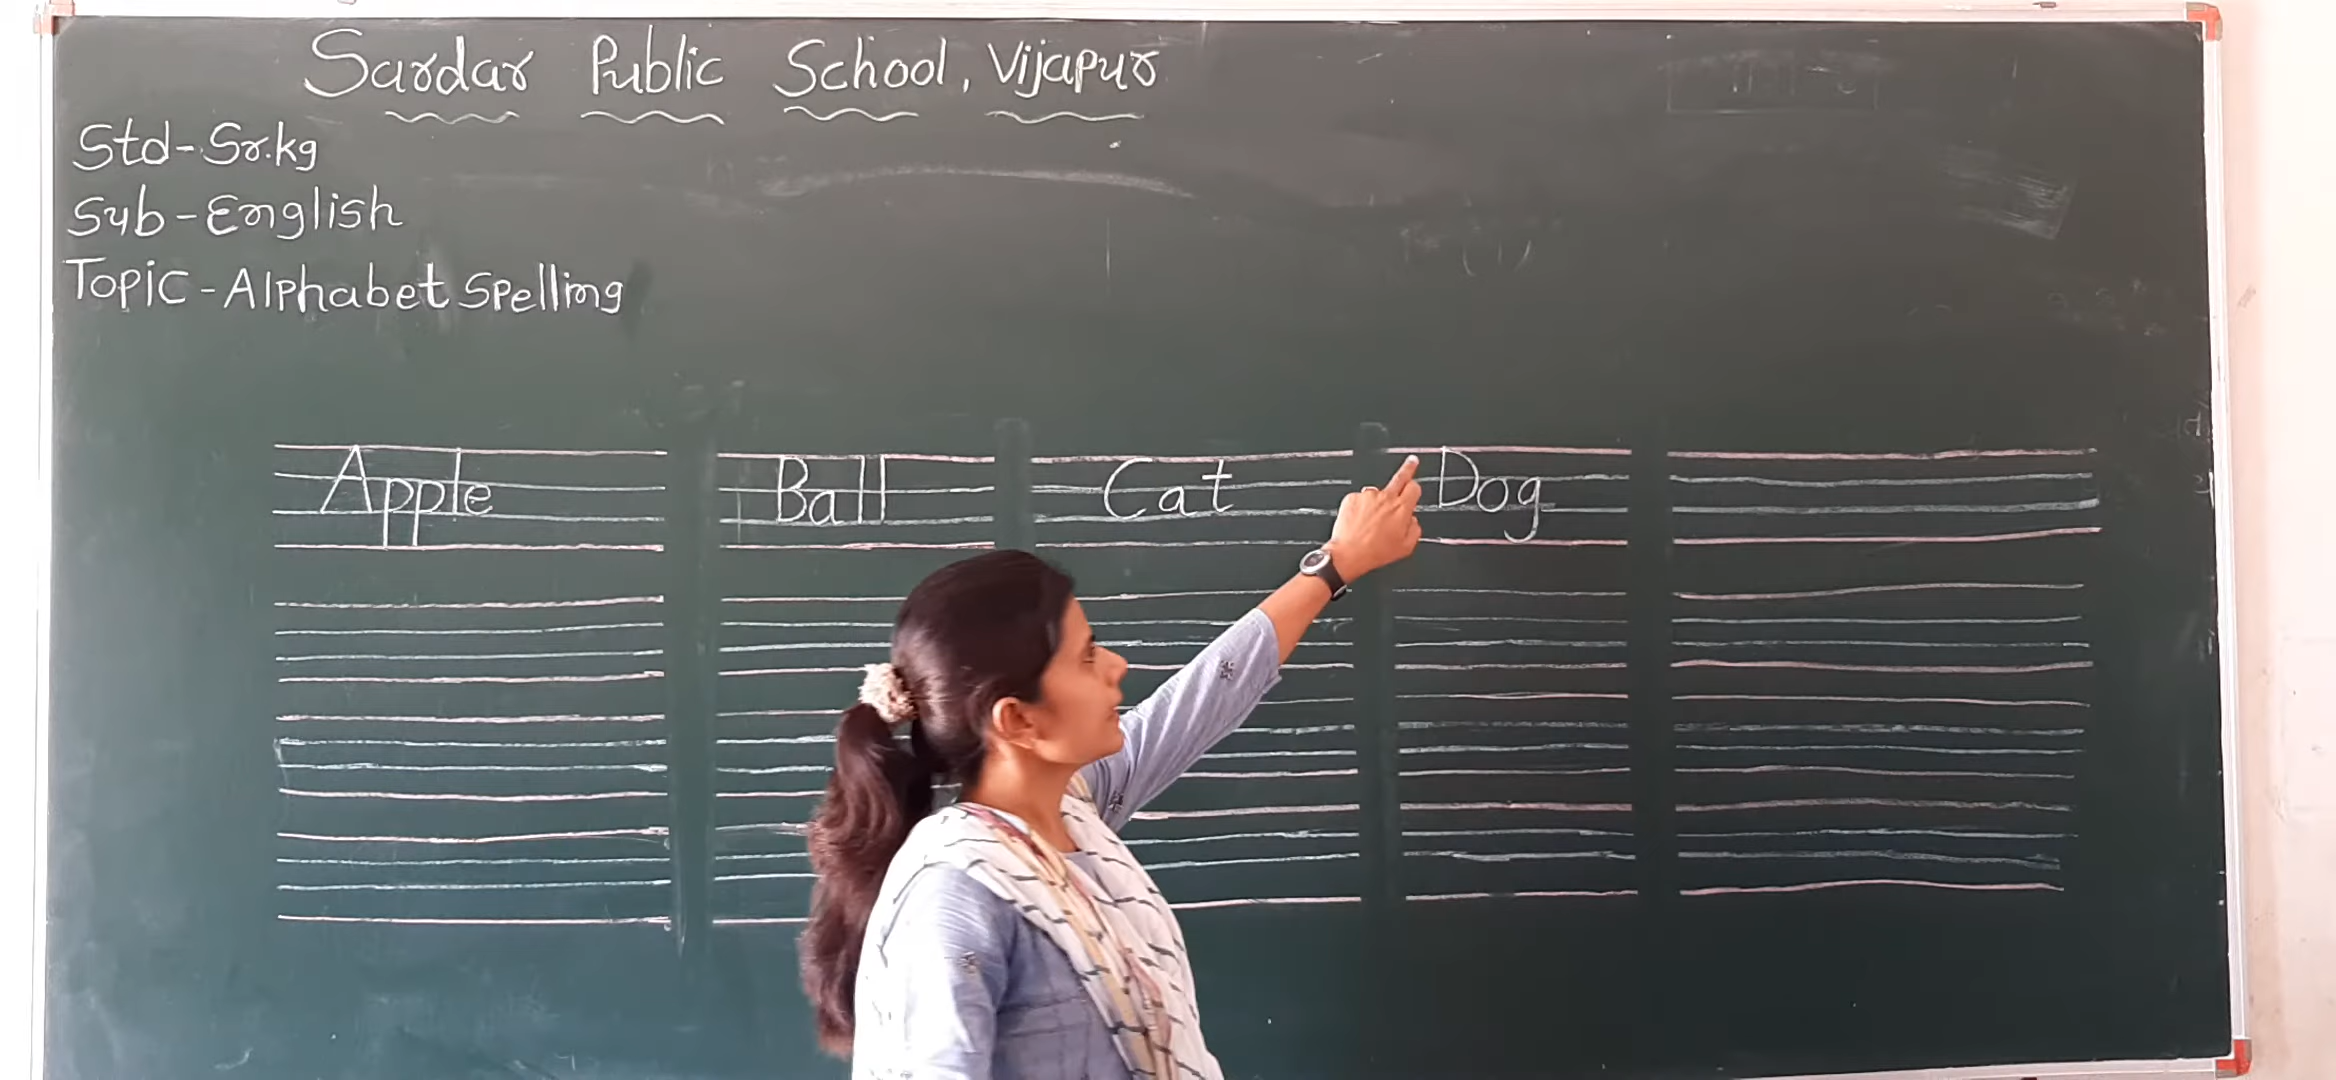 Sardar Public School, Vijapur
Std-Sr.kg
Sub-English
Topic-Alphabet Spelling
Apple Ball Cat Dog